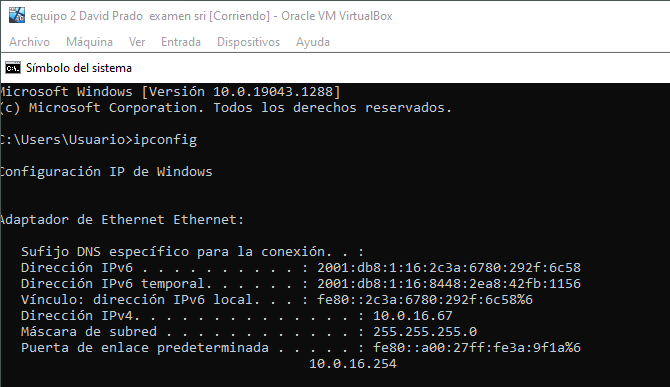 equipo 2 David Prado examen sri [Corriendo] - Oracle VM VirtualBox
Archivo Máquina Ver Entrada Dispositivos Ayuda
Símbolo del sistema
Microsoft Windows [Versión 10.0.19043.1288]
(c) Microsoft Corporation. Todos los derechos reservados.
C:\Users\Usuario>ipconfig
Configuración IP de Windows
Adaptador de Ethernet Ethernet:
Sufijo DNS específico para la conexión. . :
Dirección IPv6 . . . . . . . . . . : 2001:db8:1:16:2c3a:6780:292f:6c58
Dirección IPv6 temporal. . . . . . : 2001:db8:1:16:8448:2ea8:42fb:1156
Vínculo: dirección IPv6 local. . . : fe80::2c3a:6780:292f:6c58%6
Dirección IPv4. . . . . . . . . . . . . . : 10.0.16.67
Máscara de subred . . . . . . . . . . . . : 255.255.255.0
Puerta de enlace predeterminada . . . . . : fe80::a00:27ff:fe3a:9f1a%6
10.0.16.254